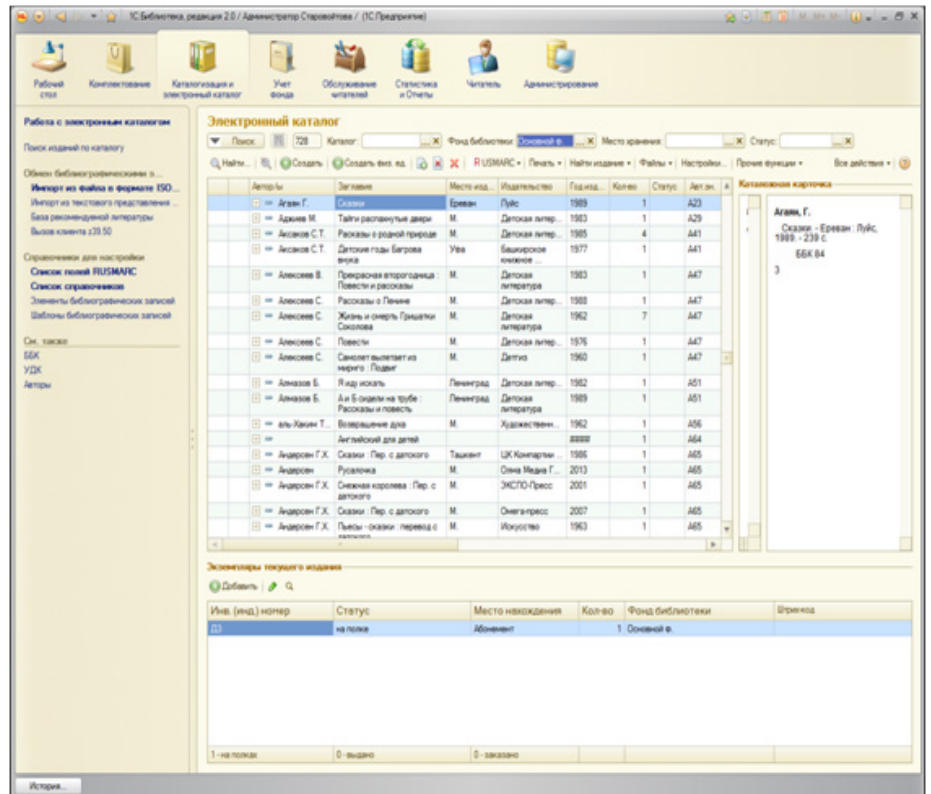 1С:Библиотека, редакция 2.0 / Администратор Старовойтова / (1С:Предприятие)
M M+ M-
Рабочий стол
Комплектование
Каталогизация и электронный каталог
Учет фонда
Обслуживание читателей
Статистика и Отчеты
Читатель
Администрирование
Работа с электронным каталогом
Поиск изданий по каталогу
Обмен библиографическими з...
Импорт из файла в формате ISO...
Импорт из текстового представления ...
База рекомендуемой литературы
Вызов клиента z39.50
Справочники для настройки
Список полей RUSMARC
Список справочников
Элементы библиографических записей
Шаблоны библиографических записей
См. также
ББК
УДК
Авторы
Электронный каталог
Поиск 728 Каталог: ... X Фонд библиотеки: Основной ф. ... X Место хранения: ... X Статус: ... X
Найти... Создать Создать физ. ед. RUSMARC Печать Найти издание Файлы Настройки... Прочие функции Все действия
Автор/ы Заглавие Место изд... Издательство Год изд... Кол-во Статус Авт.зн.
Агаян Г. Сказки Ереван Луйс 1989 1 А23
Аджиев М. Тайги распахнутые двери М. Детская литер... 1983 1 А29
Аксаков С.Т. Рассказы о родной природе М. Детская литер... 1985 4 А41
Аксаков С.Т. Детские годы Багрова внука Уфа Башкирское книжное ... 1977 1 А41
Алексеев В. Прекрасная второгодница : Повести и рассказы М. Детская литература 1983 1 А47
Алексеев С. Рассказы о Ленине М. Детская литер... 1988 1 А47
Алексеев С. Жизнь и смерть Гришатки Соколова М. Детская литература 1962 7 А47
Алексеев С. Повести М. Детская литер... 1976 1 А47
Алексеев С. Самолет вылетает из М. Детгиз 1960 1 А47
Алмазов Б. Я иду искать Ленинград Детская литер... 1982 1 А51
Алмазов Б. А и Б сидели на трубе : Рассказы и повесть Ленинград Детская литература 1989 1 А51
аль-Хаким Т... Возвращение духа М. Художественн... 1962 1 А56
Английский для детей #### 1 А64
Андерсен Г.Х. Сказки : Пер. с датского Ташкент ЦК Компартии ... 1986 1 А65
Андерсен Русалочка М. Олма Медиа Г... 2013 1 А65
Андерсен Г.Х. Снежная королева : Пер. с датского М. ЭКСПО-Пресс 2001 1 А65
Андерсен Г.Х. Сказки : Пер. с датского М. Омега-пресс 2007 1 А65
Андерсен Г.Х. Пьесы - сказки : перевод с датского М. Искусство 1963 1 А65
Каталожная карточка
Агаян, Г.
Сказки. - Ереван : Луйс,
1989. - 239 с.
ББК 84
3
Экземпляры текущего издания
Добавить
Инв. (инд.) номер Статус Место нахождения Кол-во Фонд библиотеки Штрихкод
на полке Абонемент 1 Основной ф.
1 - на полках 0 - выдано 0 - заказано
История...